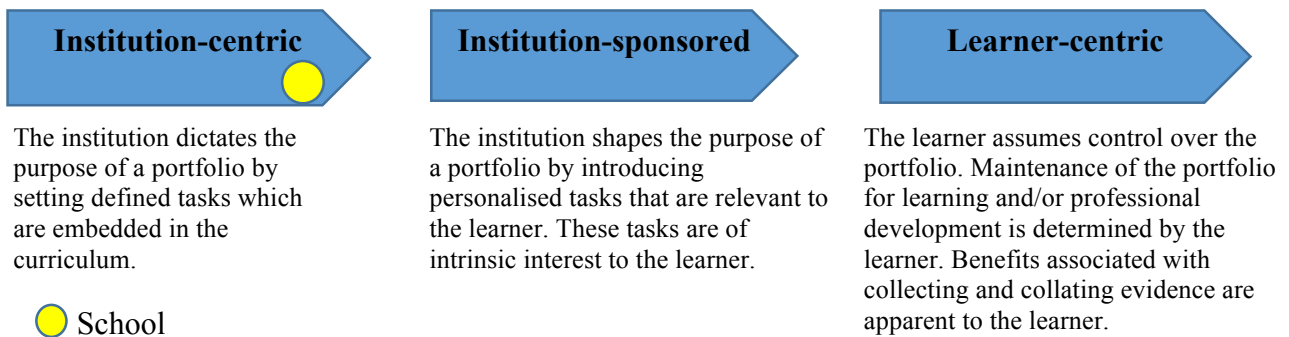 Institution-centric
Institution-sponsored
Learner-centric
The institution dictates the
purpose of a portfolio by
setting defined tasks which
are embedded in the
curriculum.
The institution shapes the purpose of
a portfolio by introducing
personalised tasks that are relevant to
the learner. These tasks are of
intrinsic interest to the learner.
The learner assumes control over the
portfolio. Maintenance of the portfolio
for learning and/or professional
development is determined by the
learner. Benefits associated with
collecting and collating evidence are
apparent to the learner.
School